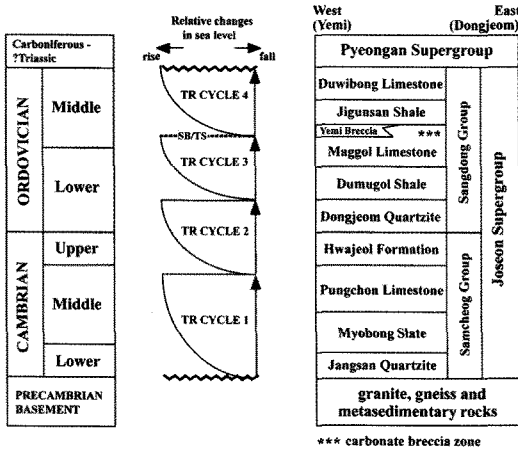 Carboniferous -
?Triassic
ORDOVICIAN
Middle
Lower
CAMBRIAN
Upper
Middle
Lower
PRECAMBRIAN
BASEMENT
Relative changes
in sea level
rise
fall
TR CYCLE 4
SB/TS
TR CYCLE 3
TR CYCLE 2
TR CYCLE 1
West
(Yemi)
East
(Dongjeom)
Pyeongan Supergroup
Duwibong Limestone
Jigunsan Shale
Yemi Breccia
***
Maggol Limestone
Dumugol Shale
Dongjeom Quartzite
Hwajeol Formation
Pungchon Limestone
Myobong Slate
Jangsan Quartzite
Sangdong Group
Samcheog Group
Joseon Supergroup
granite, gneiss and
metasedimentary rocks
*** carbonate breccia zone